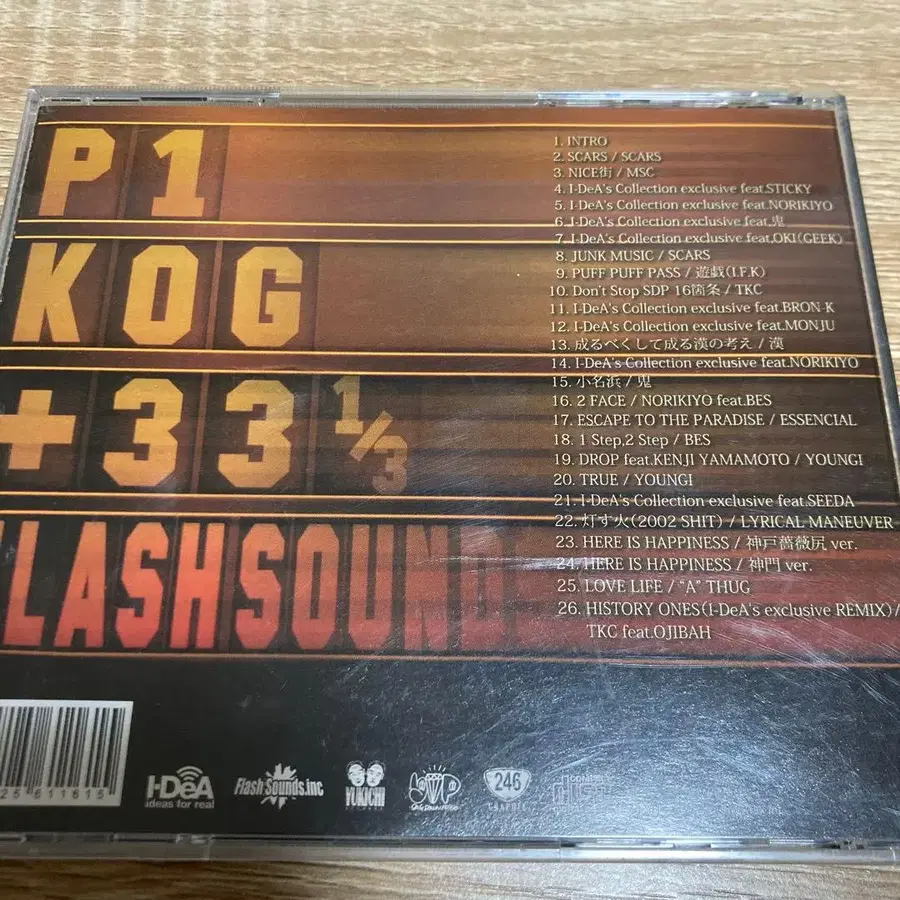 P1
KOG
+33 1/3
LASHSOUNDS
1. INTRO
2. SCARS / SCARS
3. NICE街 / MSC
4. I-DeA's Collection exclusive feat.STICKY
5. I-DeA's Collection exclusive feat.NORIKIYO
6. I-DeA's Collection exclusive feat.鬼
7. I-DeA's Collection exclusive feat.OKI(GEEK)
8. JUNK MUSIC / SCARS
9. PUFF PUFF PASS / 遊戯(I.F.K)
10. Don't Stop SDP 16箇条 / TKC
11. I-DeA's Collection exclusive feat.BRON-K
12. I-DeA's Collection exclusive feat.MONJU
13. 成るべくして成る漢の考え / 漢
14. I-DeA's Collection exclusive feat.NORIKIYO
15. 小名浜 / 鬼
16. 2 FACE / NORIKIYO feat.BES
17. ESCAPE TO THE PARADISE / ESSENCIAL
18. 1 Step,2 Step / BES
19. DROP feat.KENJI YAMAMOTO / YOUNGI
20. TRUE / YOUNGI
21. I-DeA's Collection exclusive feat.SEEDA
22. 灯す火(2002 SHIT) / LYRICAL MANEUVER
23. HERE IS HAPPINESS / 神戸薔薇尻 ver.
24. HERE IS HAPPINESS / 神門 ver.
25. LOVE LIFE / "A" THUG
26. HISTORY ONES(I-DeA's exclusive REMIX)/
TKC feat.OJIBAH
I-DeA
ideas for real
Flash Sounds.inc
YUKICHI
246
GRAPHIX